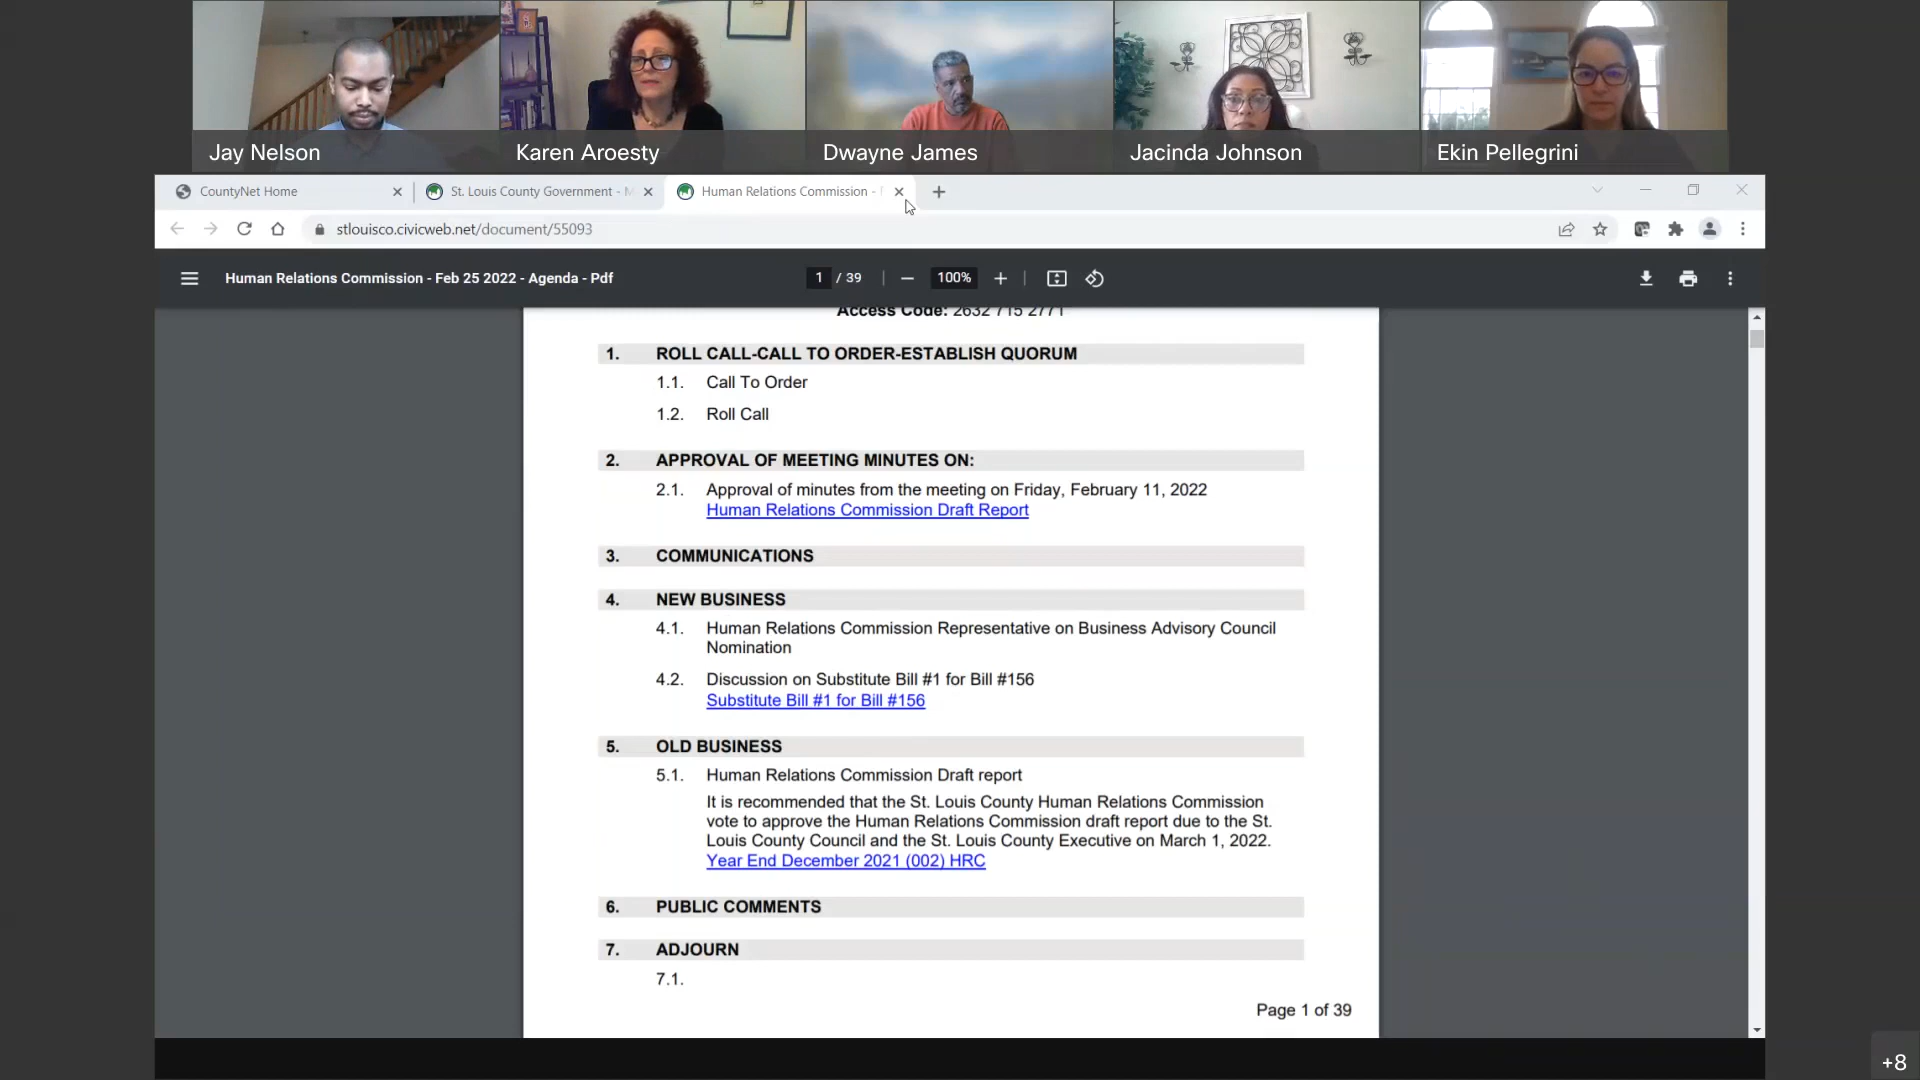 Jay Nelson
Karen Aroesty
Dwayne James
Jacinda Johnson
Ekin Pellegrini
CountyNet Home
St. Louis County Government -
Human Relations Commission -
stlouisco.civicweb.net/document/55093
Human Relations Commission - Feb 25 2022 - Agenda - Pdf
1 / 39
100%
Access Code: 2632 715 2771
1. ROLL CALL-CALL TO ORDER-ESTABLISH QUORUM
1.1. Call To Order
1.2. Roll Call
2. APPROVAL OF MEETING MINUTES ON:
2.1. Approval of minutes from the meeting on Friday, February 11, 2022
Human Relations Commission Draft Report
3. COMMUNICATIONS
4. NEW BUSINESS
4.1. Human Relations Commission Representative on Business Advisory Council
Nomination
4.2. Discussion on Substitute Bill #1 for Bill #156
Substitute Bill #1 for Bill #156
5. OLD BUSINESS
5.1. Human Relations Commission Draft report
It is recommended that the St. Louis County Human Relations Commission
vote to approve the Human Relations Commission draft report due to the St.
Louis County Council and the St. Louis County Executive on March 1, 2022.
Year End December 2021 (002) HRC
6. PUBLIC COMMENTS
7. ADJOURN
7.1.
Page 1 of 39
+8